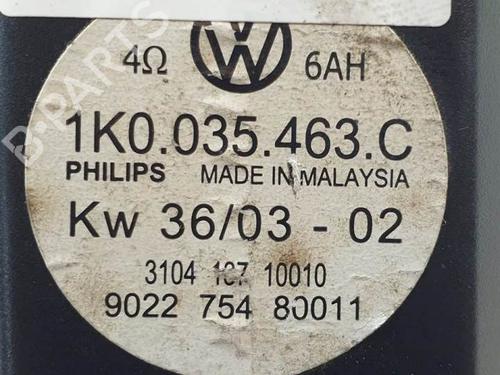 4Ω 6AH
1K0.035.463.C
PHILIPS MADE IN MALAYSIA
Kw 36/03 - 02
3104 187 10010
9022 754 80011
B-PARTS